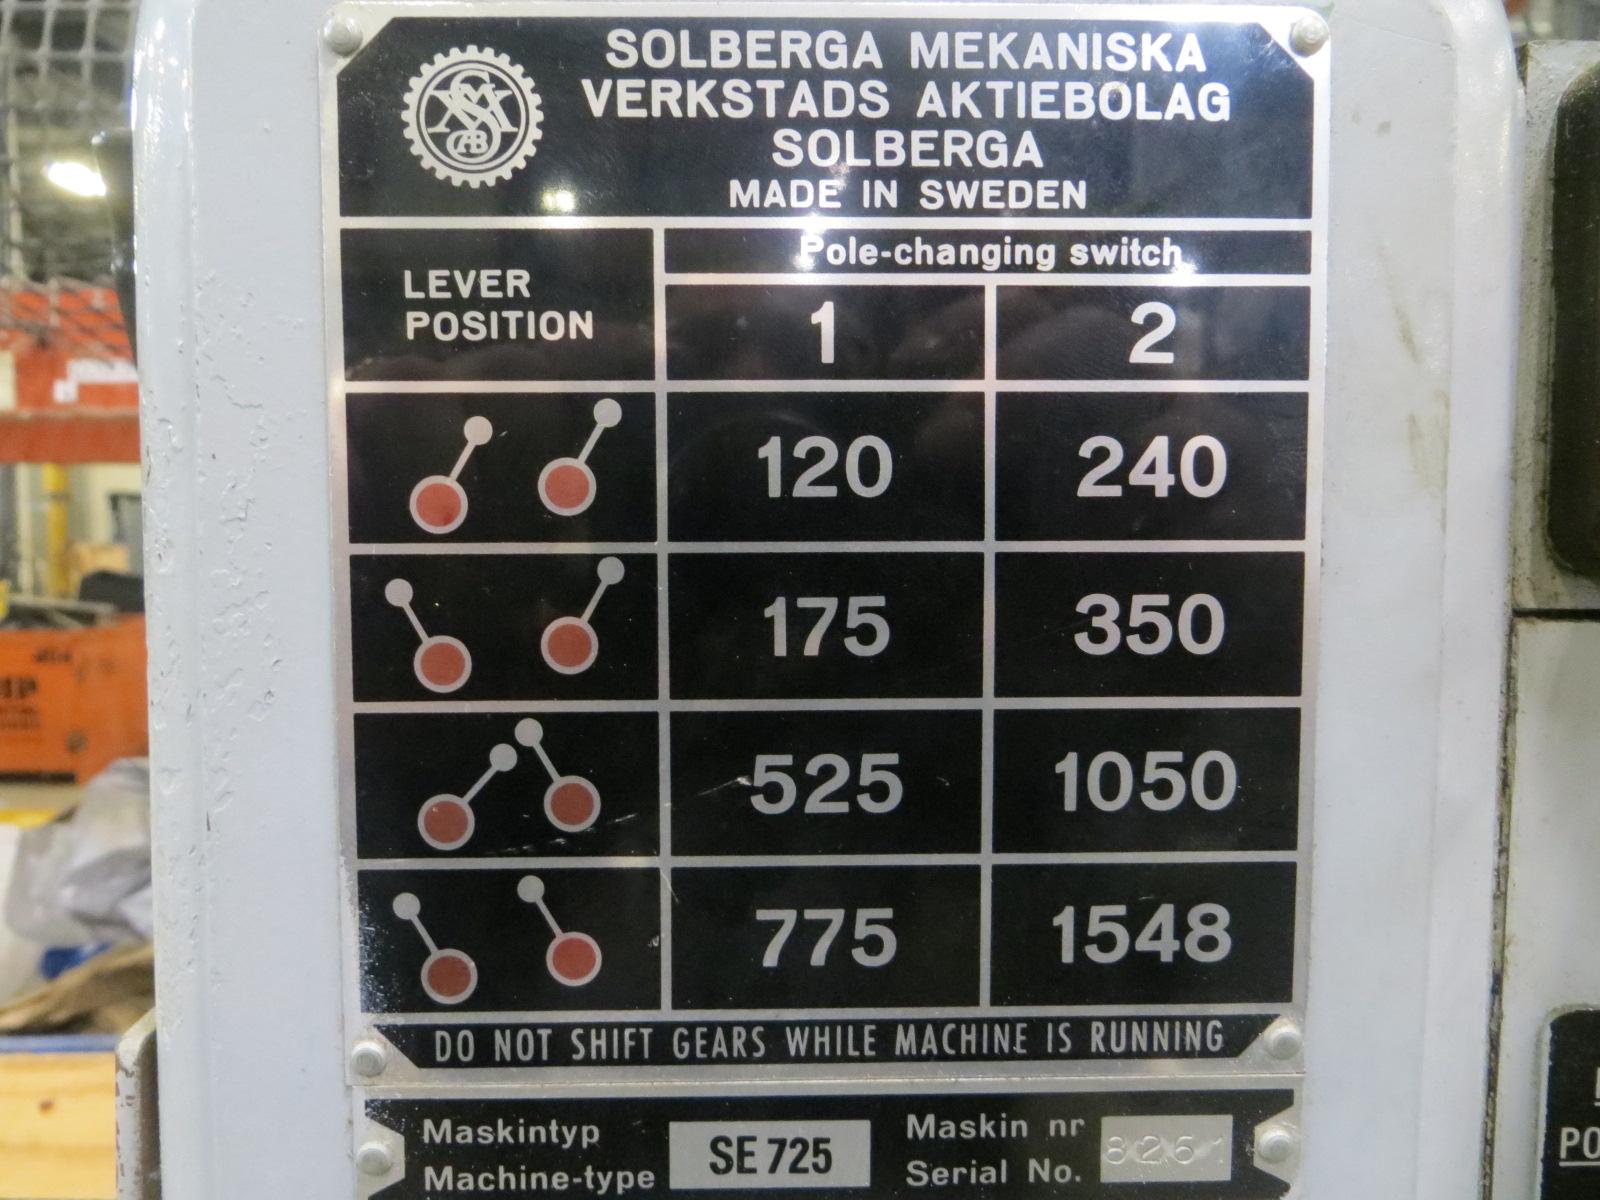 SOLBERGA MEKANISKA
VERKSTADS AKTIEBOLAG
SOLBERGA
MADE IN SWEDEN
LEVER
POSITION
Pole-changing switch
1 2
120 240
175 350
525 1050
775 1548
DO NOT SHIFT GEARS WHILE MACHINE IS RUNNING
Maskintyp
Machine-type
SE 725
Maskin nr
Serial No.
8261
PO